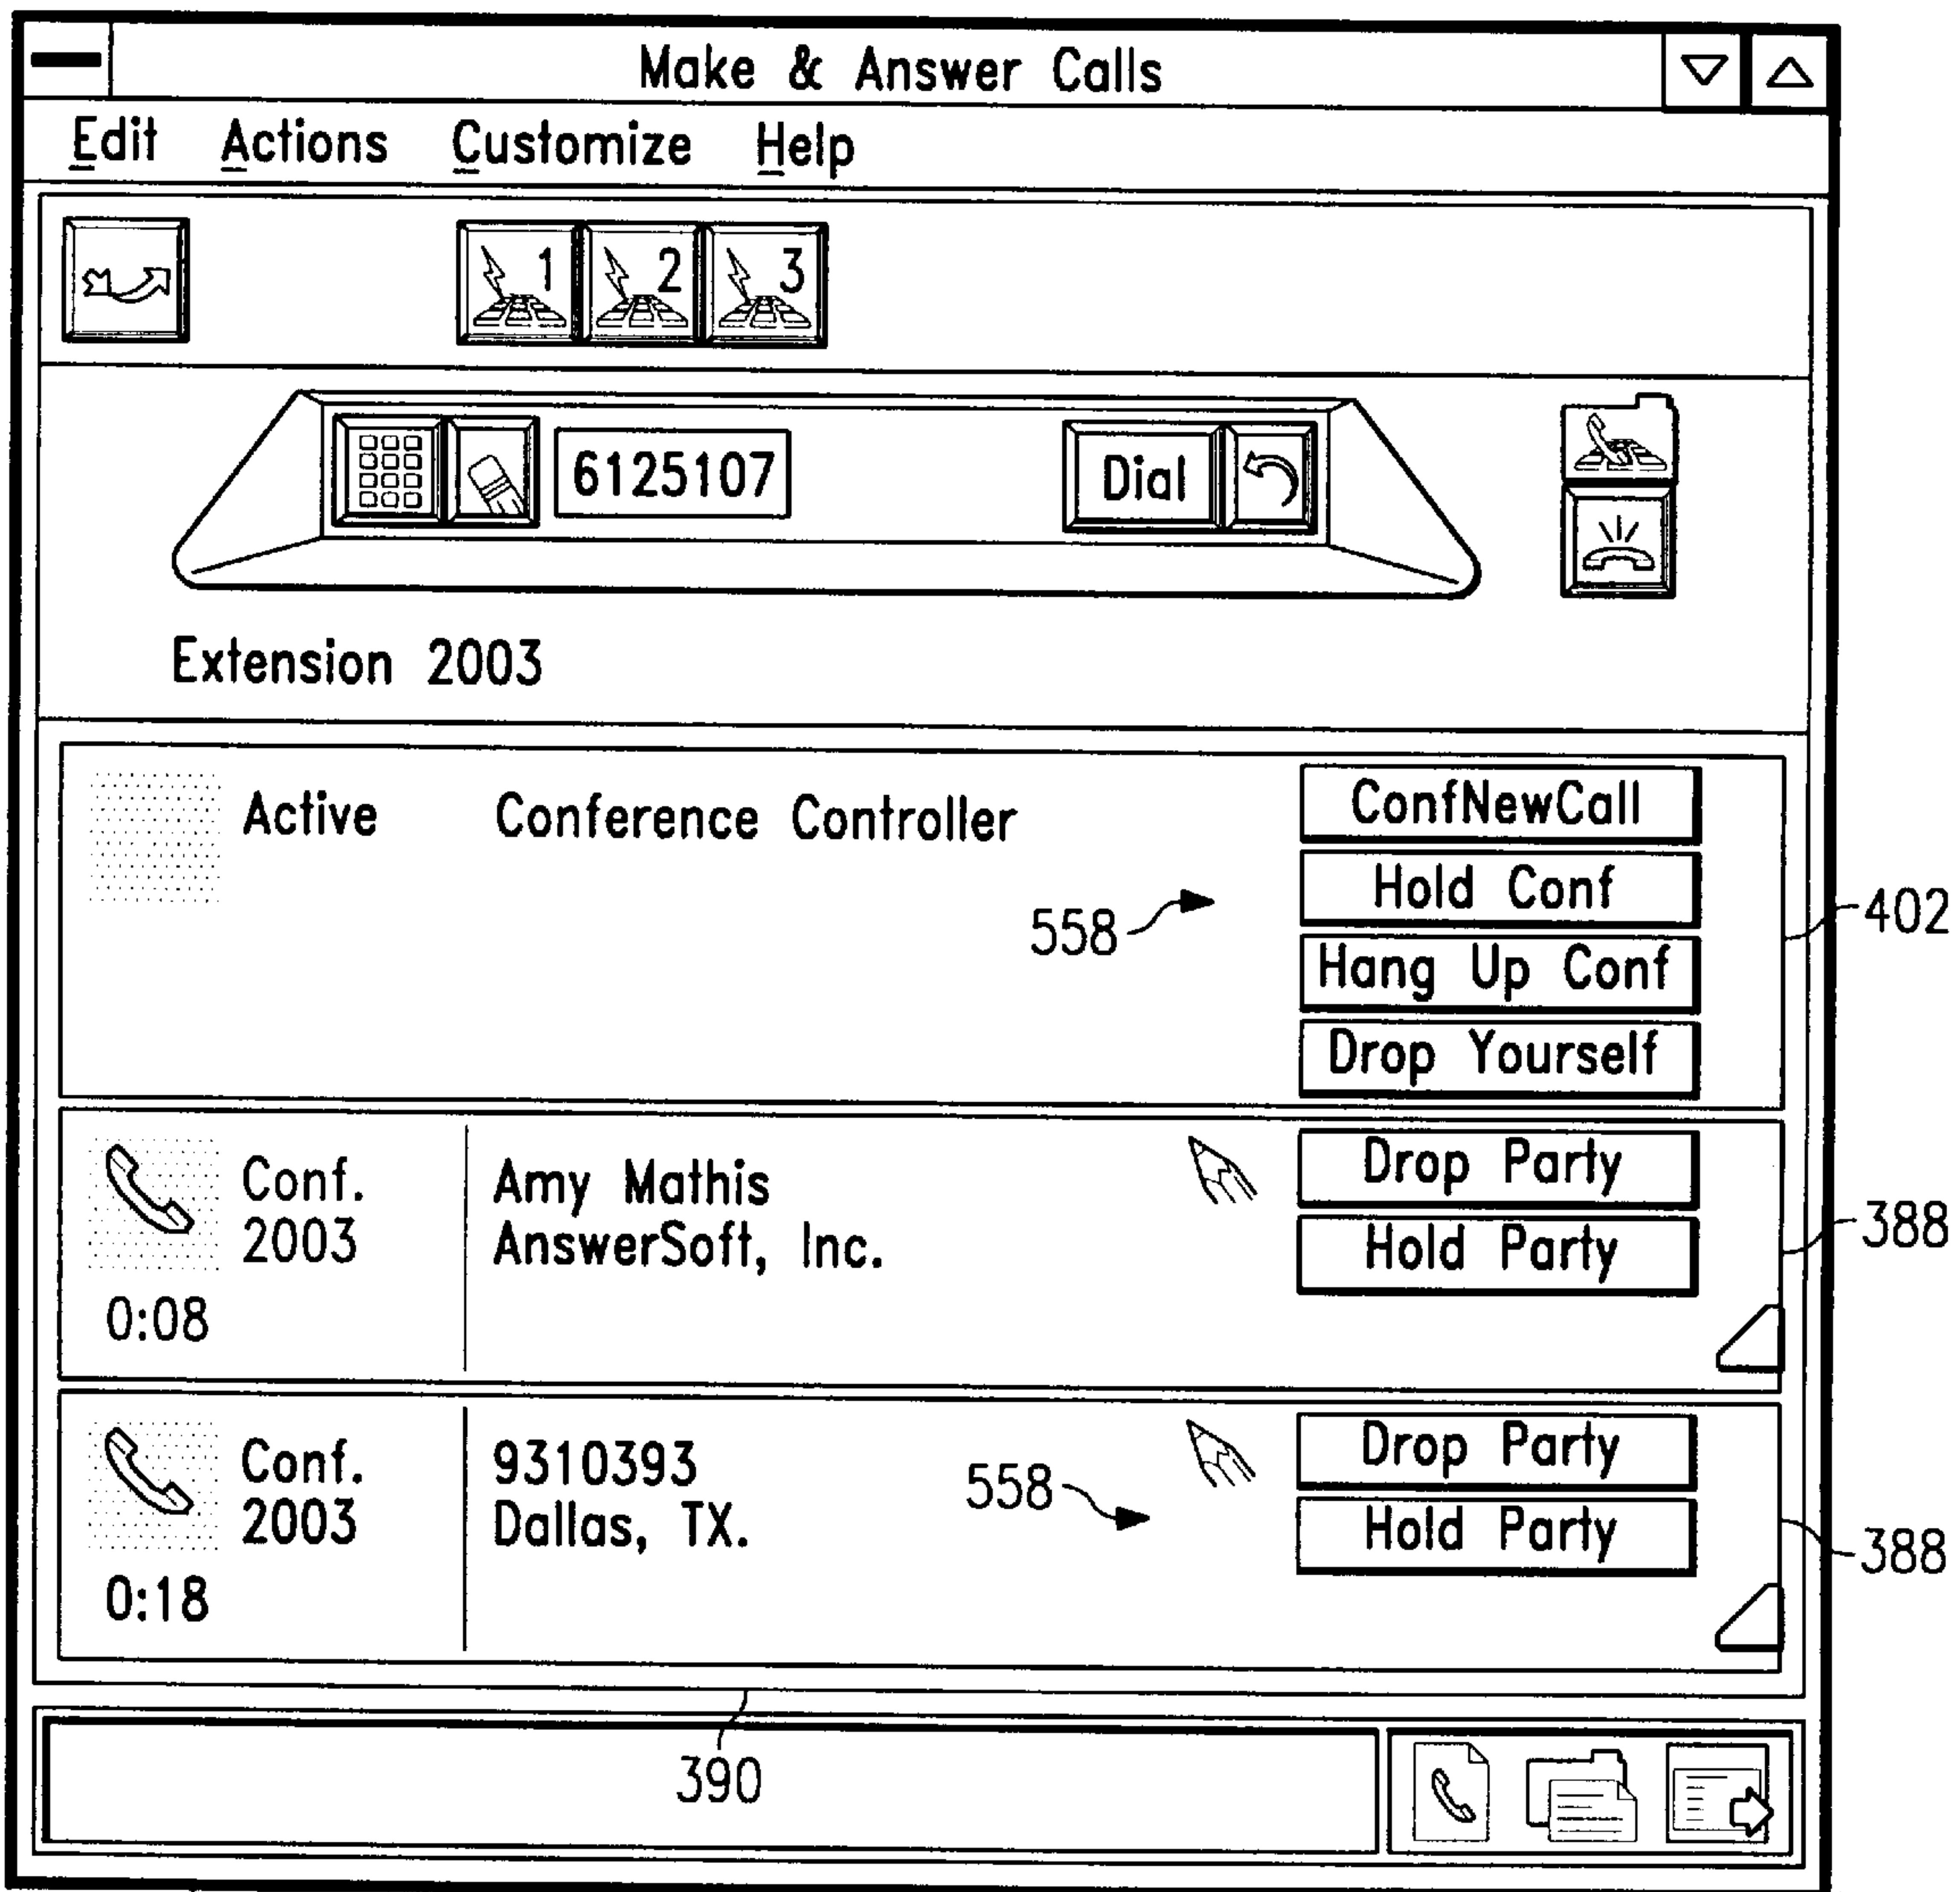 Make & Answer Calls
Edit Actions Customize Help
1 2 3
6125107 Dial
Extension 2003
Active Conference Controller ConfNewCall
Hold Conf
558
402
Hang Up Conf
Drop Yourself
Conf. Amy Mathis Drop Party
2003 AnswerSoft, Inc. Hold Party
388
0:08
Conf. 9310393 Drop Party
2003 Dallas, TX. 558 Hold Party
388
0:18
390